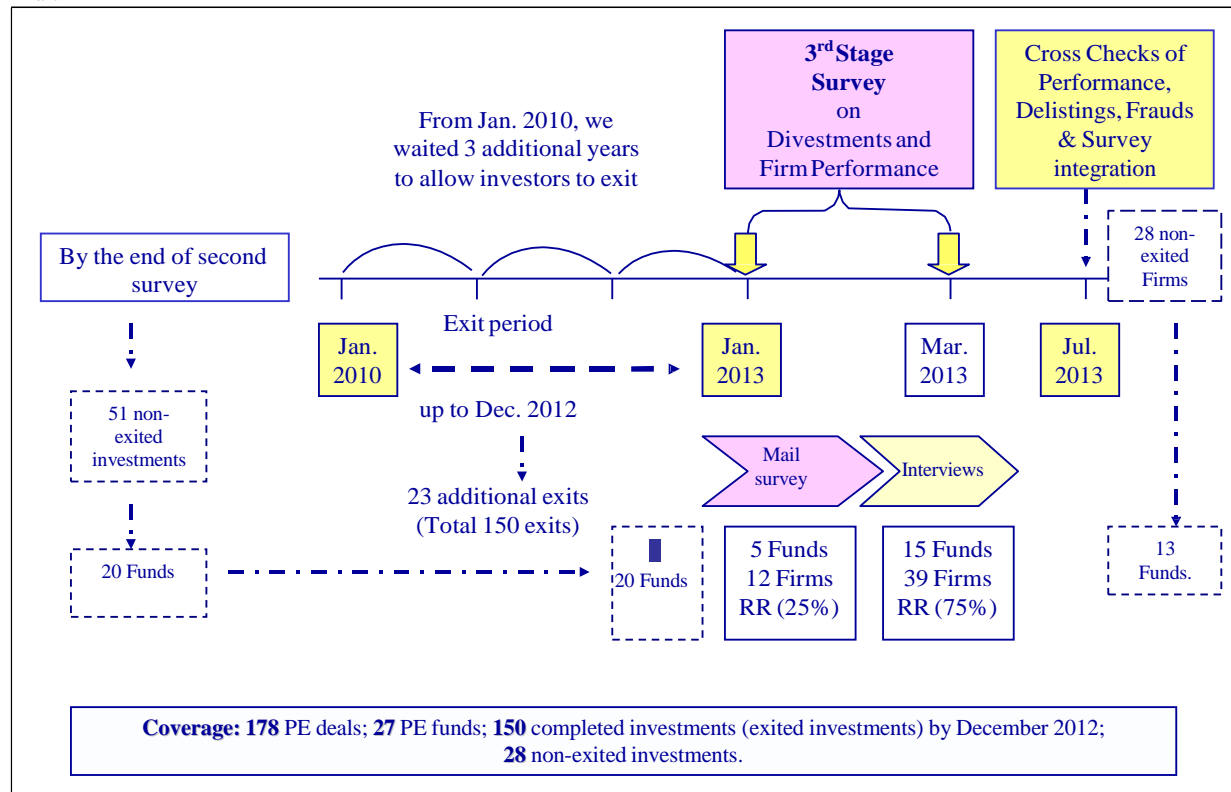 3rd Stage
Survey
on
Divestments and
Firm Performance
Cross Checks of
Performance,
Delistings, Frauds
& Survey
integration
From Jan. 2010, we
waited 3 additional years
to allow investors to exit
By the end of second
survey
28 non-
exited
Firms
Exit period
Jan.
2010
Jan.
2013
Mar.
2013
Jul.
2013
up to Dec. 2012
51 non-
exited
investments
23 additional exits
(Total 150 exits)
Mail
survey
Interviews
20 Funds
20 Funds
5 Funds
12 Firms
RR (25%)
15 Funds
39 Firms
RR (75%)
13
Funds.
Coverage: 178 PE deals; 27 PE funds; 150 completed investments (exited investments) by December 2012;
28 non-exited investments.